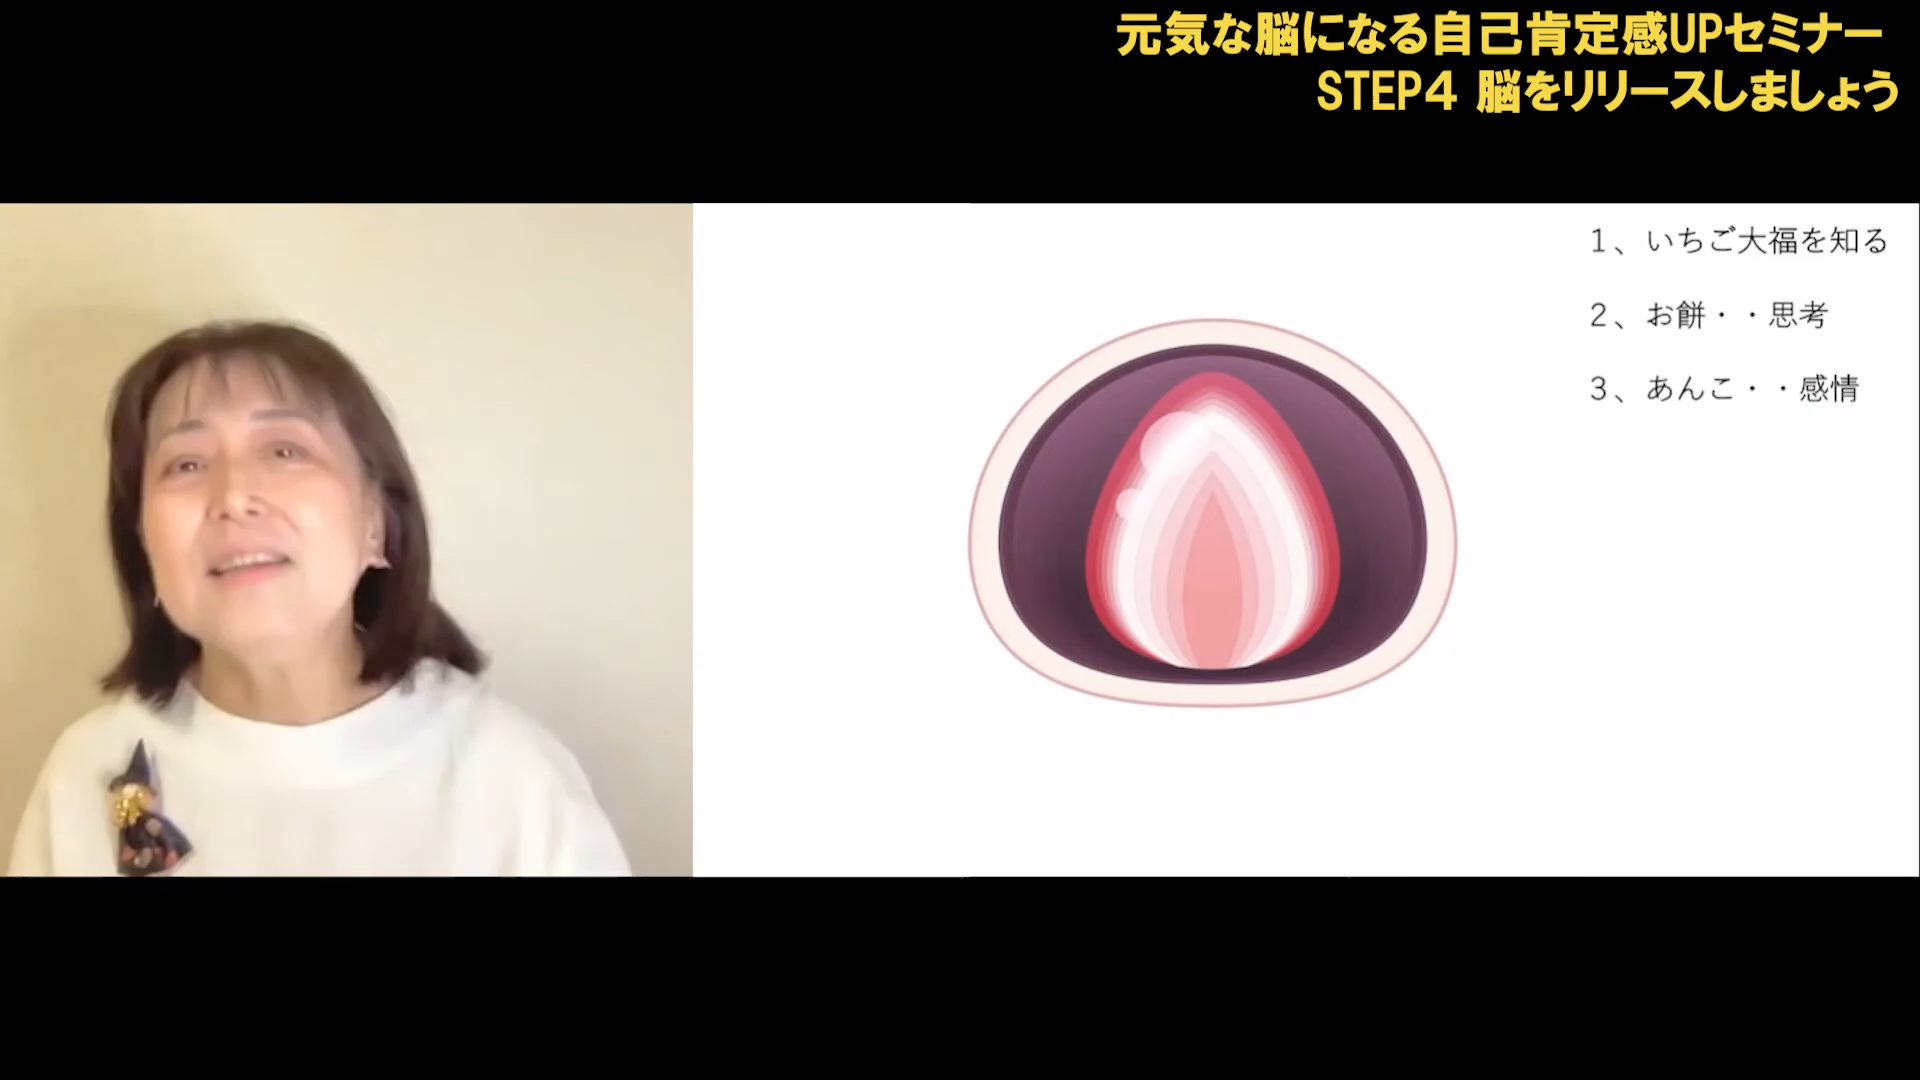 元気な脳になる自己肯定感UPセミナー
STEP4 脳をリリースしましょう
1、いちご大福を知る
2、お餅・・思考
3、あんこ・・感情